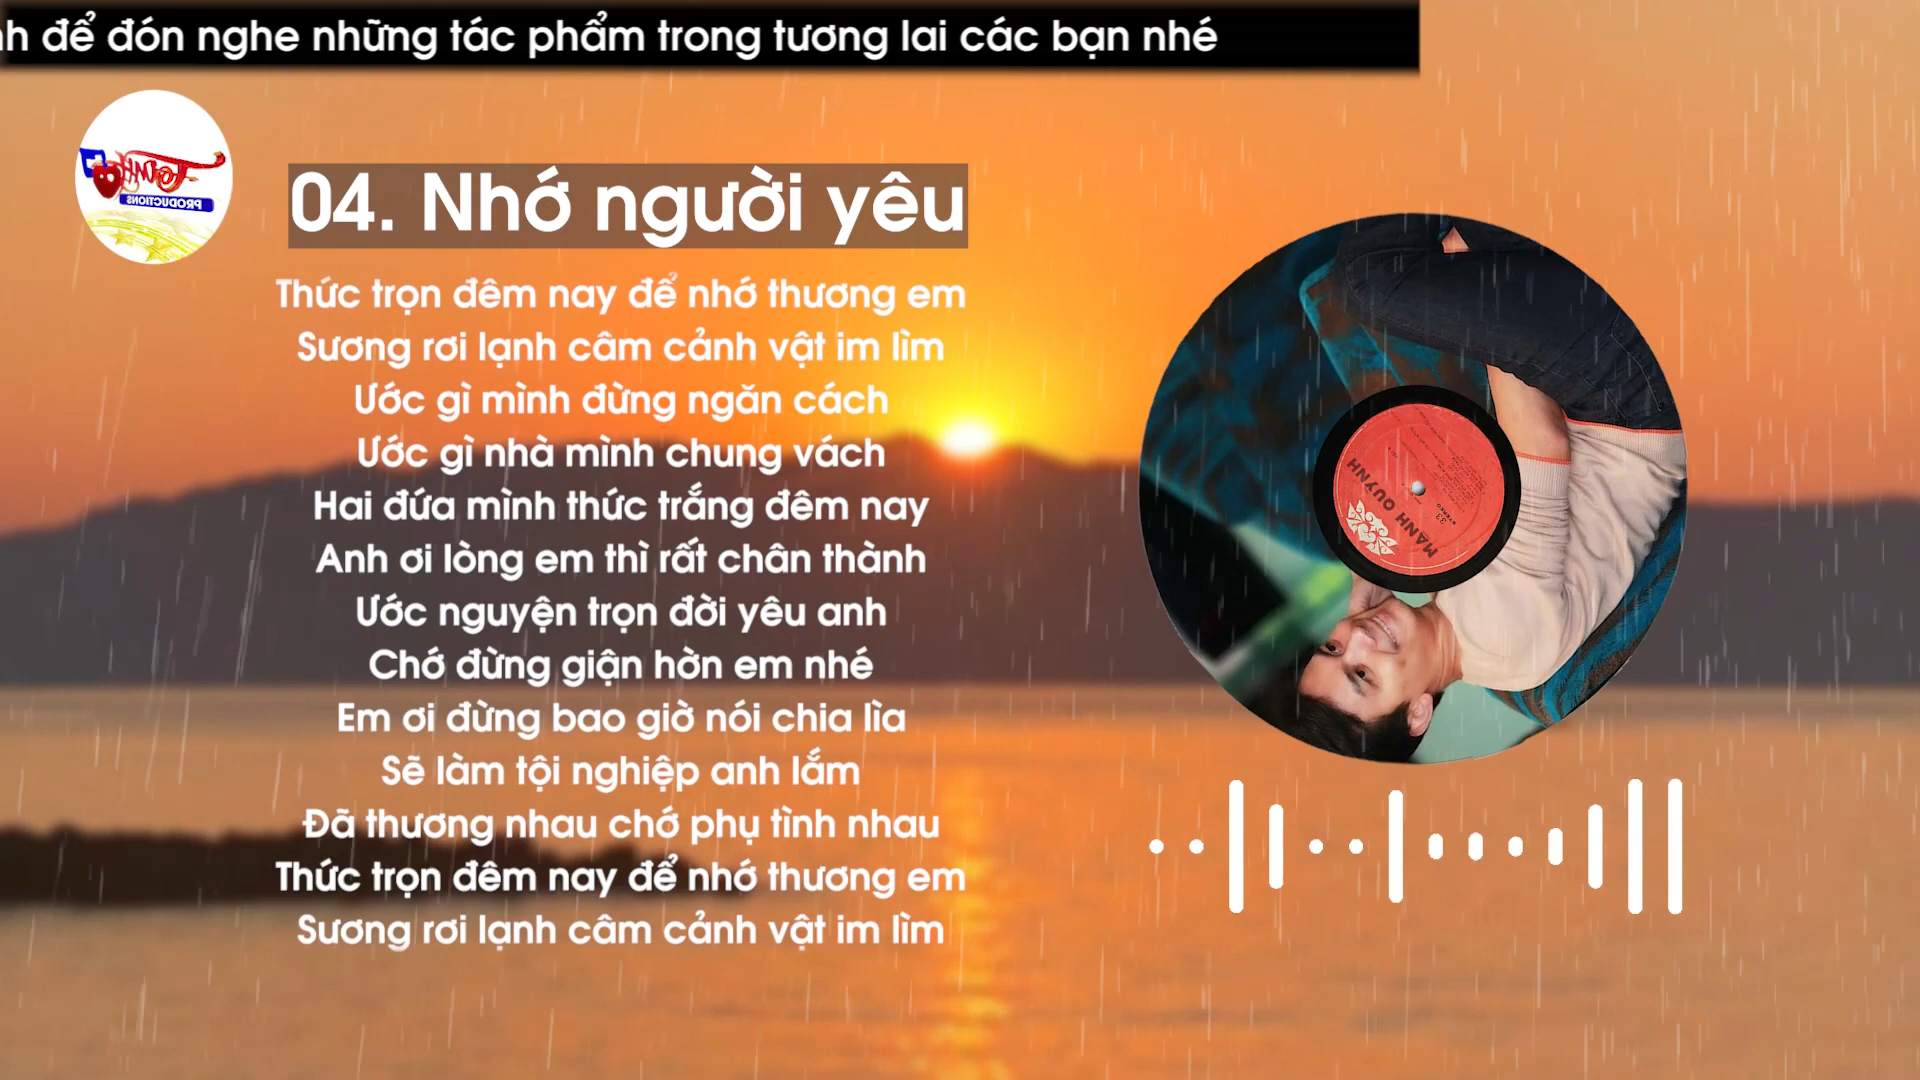 để đón nghe những tác phẩm trong tương lai các bạn nhé
PRODUCTIONS
04. Nhớ người yêu
Thức trọn đêm nay để nhớ thương em
Sương rơi lạnh câm cảnh vật im lìm
Ước gì mình đừng ngăn cách
Ước gì nhà mình chung vách
Hai đứa mình thức trắng đêm nay
Anh ơi lòng em thì rất chân thành
Ước nguyện trọn đời yêu anh
Chớ đừng giận hờn em nhé
Em ơi đừng bao giờ nói chia lìa
Sẽ làm tội nghiệp anh lắm
Đã thương nhau chớ phụ tình nhau
Thức trọn đêm nay để nhớ thương em
Sương rơi lạnh câm cảnh vật im lìm
MẠNH QUỲNH
33
STEREO